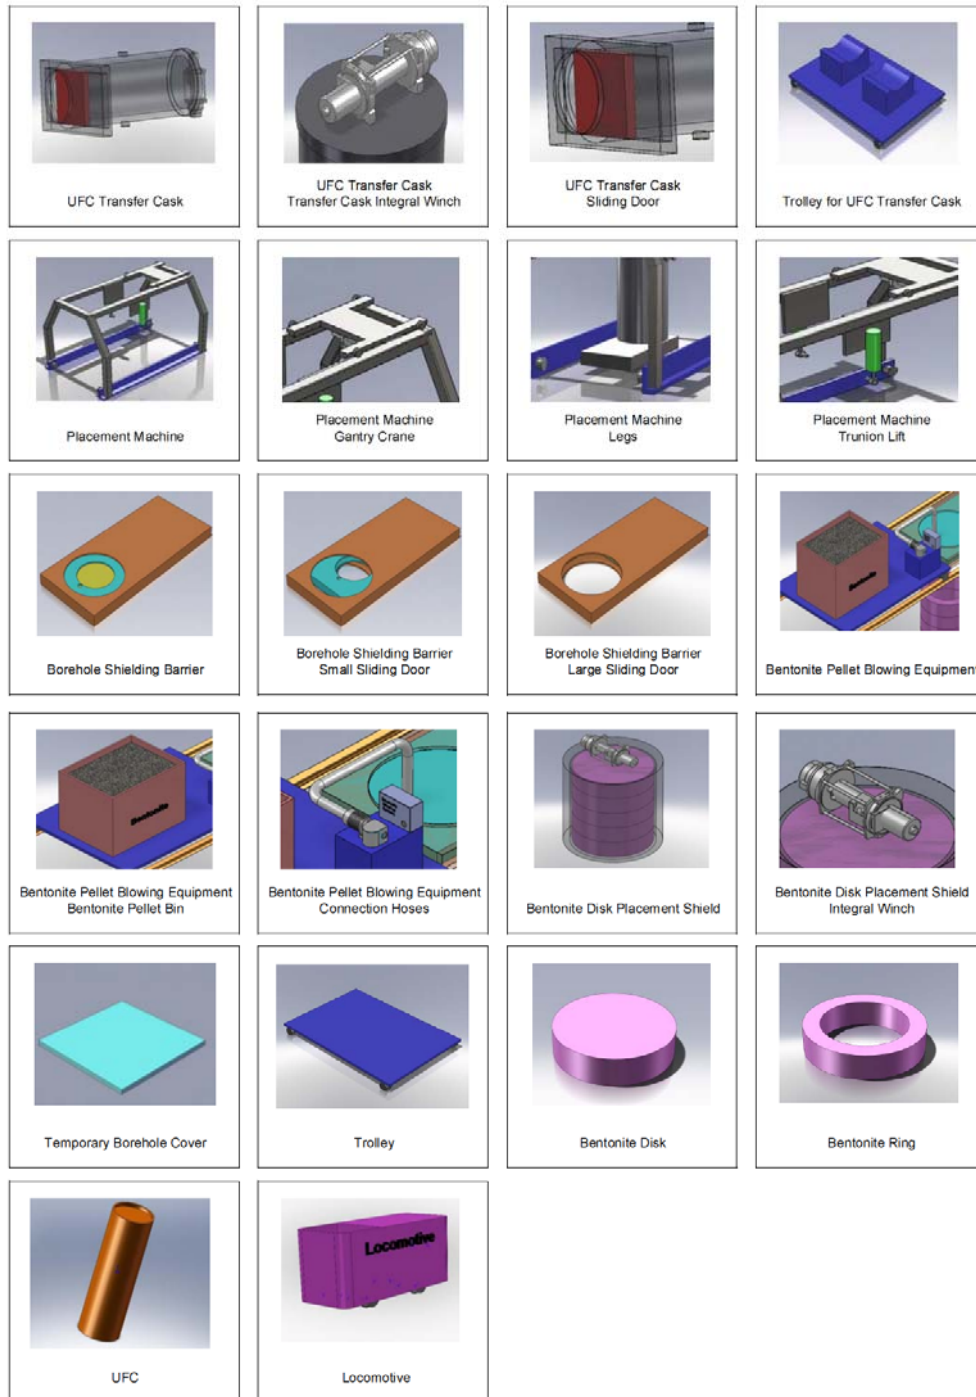 UFC Transfer Cask
UFC Transfer Cask
Transfer Cask Integral Winch
UFC Transfer Cask
Sliding Door
Trolley for UFC Transfer Cask
Placement Machine
Placement Machine
Gantry Crane
Placement Machine
Legs
Placement Machine
Trunion Lift
Borehole Shielding Barrier
Borehole Shielding Barrier
Small Sliding Door
Borehole Shielding Barrier
Large Sliding Door
Bentonite
Bentonite Pellet Blowing Equipment
Bentonite
Bentonite Pellet Blowing Equipment
Bentonite Pellet Bin
Bentonite Pellet Blowing Equipment
Connection Hoses
Bentonite Disk Placement Shield
Bentonite Disk Placement Shield
Integral Winch
Temporary Borehole Cover
Trolley
Bentonite Disk
Bentonite Ring
UFC
Locomotive
Locomotive